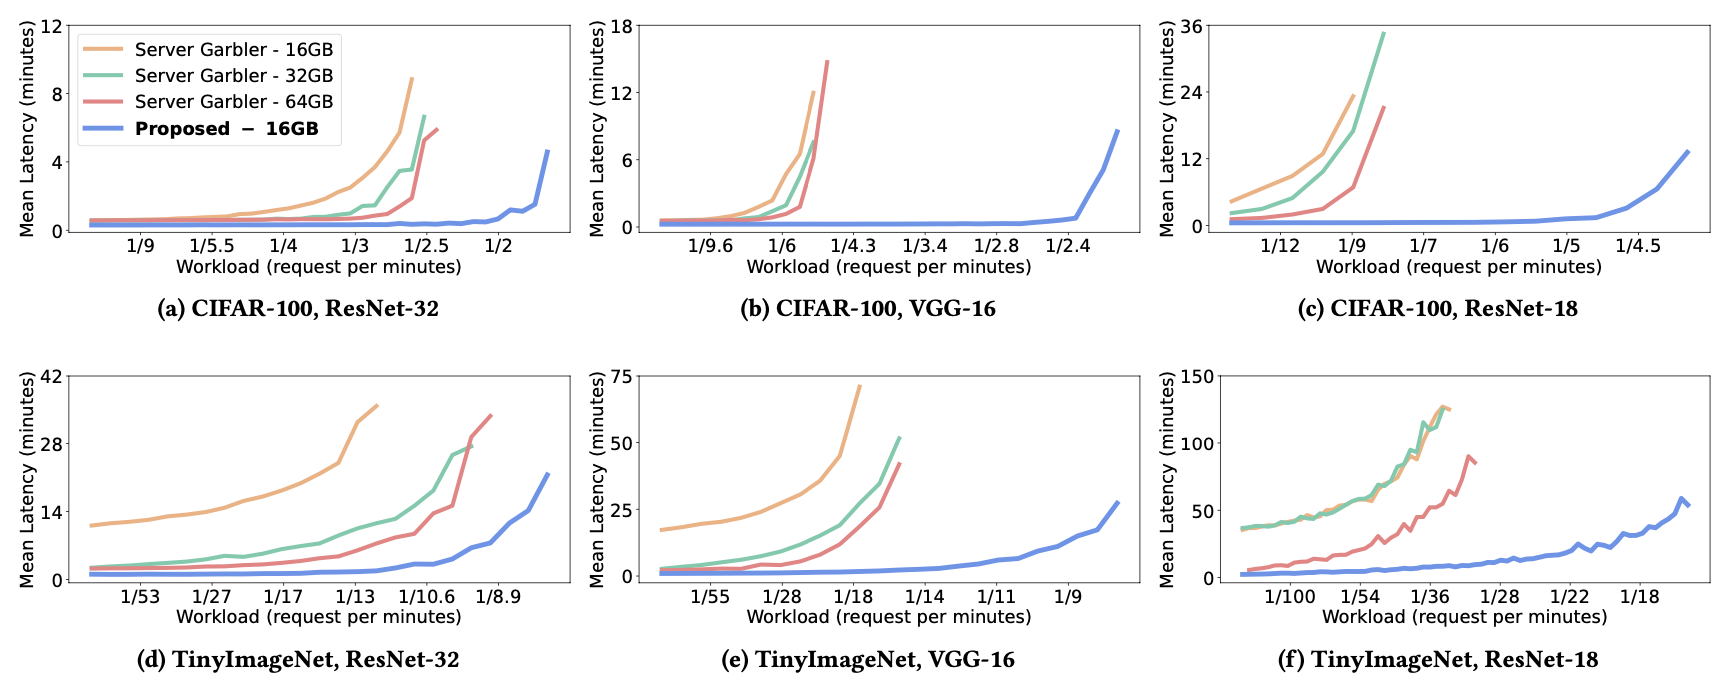 Mean Latency (minutes)
12
8
4
0
Server Garbler - 16GB
Server Garbler - 32GB
Server Garbler - 64GB
Proposed - 16GB
1/9 1/5.5 1/4 1/3 1/2.5 1/2
Workload (request per minutes)
(a) CIFAR-100, ResNet-32
Mean Latency (minutes)
18
12
6
0
1/9.6 1/6 1/4.3 1/3.4 1/2.8 1/2.4
Workload (request per minutes)
(b) CIFAR-100, VGG-16
Mean Latency (minutes)
36
24
12
0
1/12 1/9 1/7 1/6 1/5 1/4.5
Workload (request per minutes)
(c) CIFAR-100, ResNet-18
Mean Latency (minutes)
42
28
14
0
1/53 1/27 1/17 1/13 1/10.6 1/8.9
Workload (request per minutes)
(d) TinyImageNet, ResNet-32
Mean Latency (minutes)
75
50
25
0
1/55 1/28 1/18 1/14 1/11 1/9
Workload (request per minutes)
(e) TinyImageNet, VGG-16
Mean Latency (minutes)
150
100
50
0
1/100 1/54 1/36 1/28 1/22 1/18
Workload (request per minutes)
(f) TinyImageNet, ResNet-18